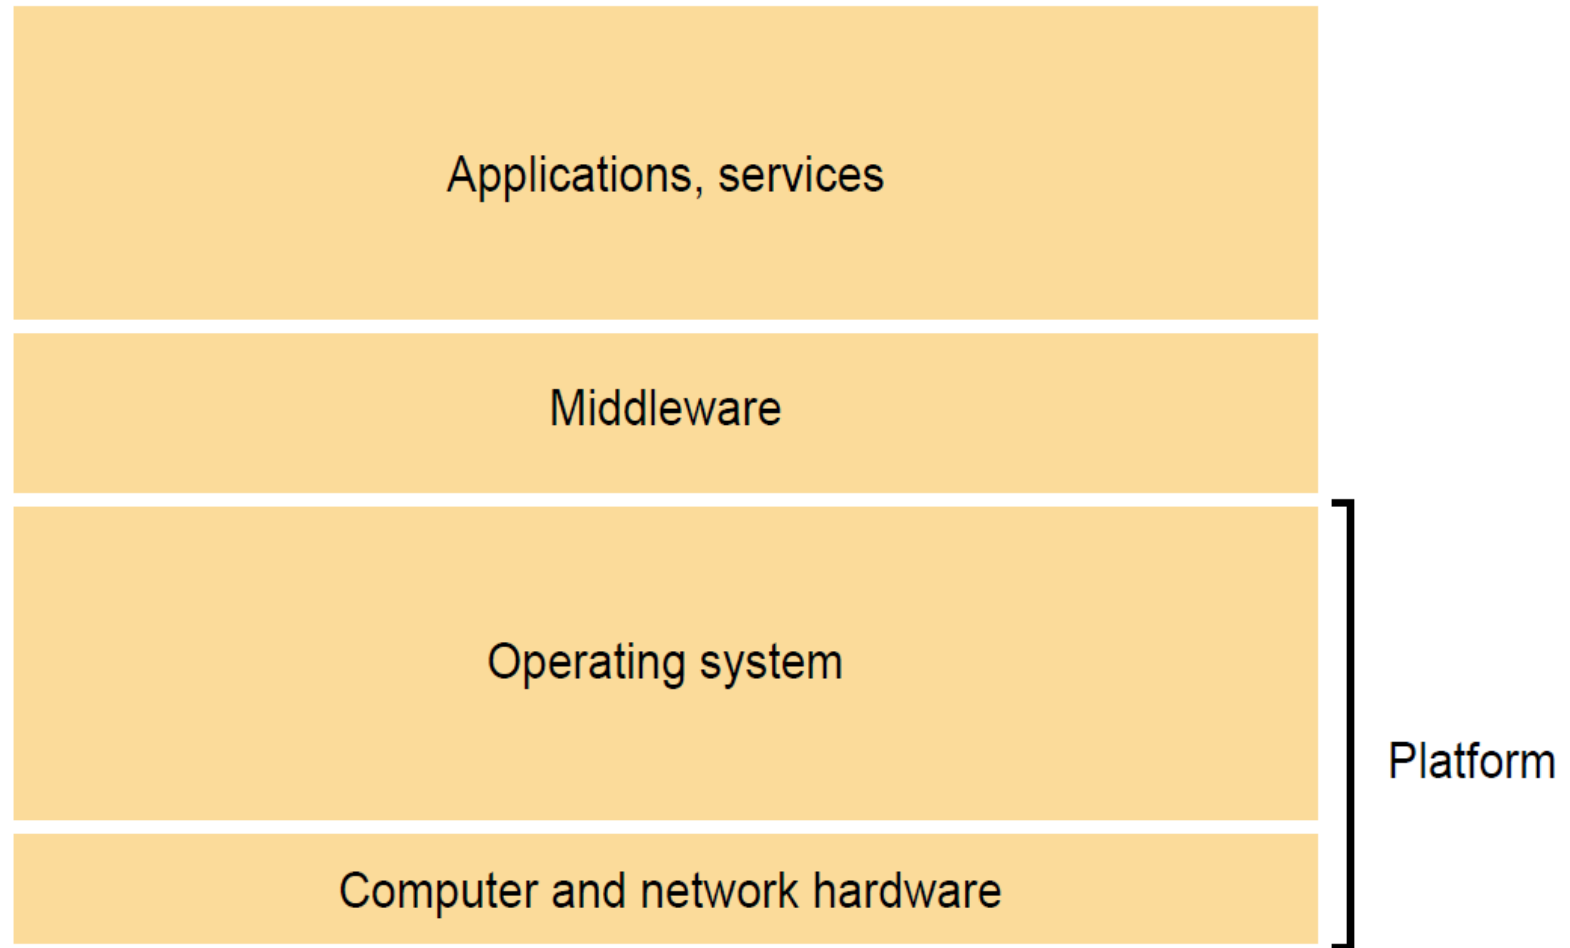 Applications, services
Middleware
Operating system
Platform
Computer and network hardware